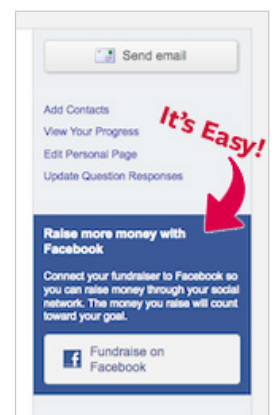 Send email
Add Contacts
It's Easy!
View Your Progress
Edit Personal Page
Update Question Responses
Raise more money with
Facebook
Connect your fundraiser to Facebook so
you can raise money through your social
network. The money you raise will count
toward your goal.
f
Fundraise on
Facebook